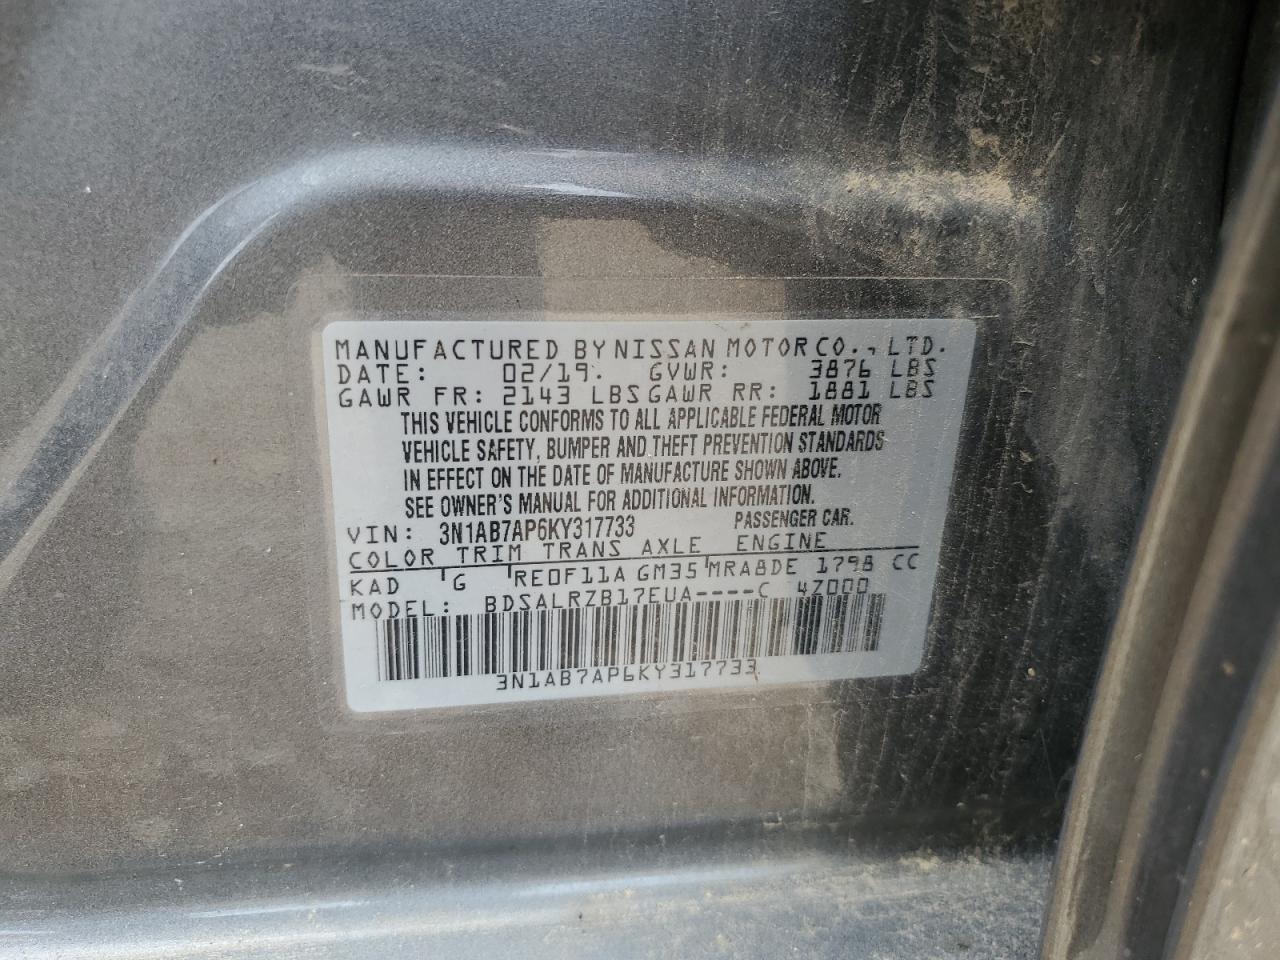 MANUFACTURED BY NISSAN MOTOR CO., LTD.
DATE: 02/19. GVWR: 3876 LBS
GAWR FR: 2143 LBS GAWR RR: 1881 LBS
THIS VEHICLE CONFORMS TO ALL APPLICABLE FEDERAL MOTOR
VEHICLE SAFETY, BUMPER AND THEFT PREVENTION STANDARDS
IN EFFECT ON THE DATE OF MANUFACTURE SHOWN ABOVE.
SEE OWNER'S MANUAL FOR ADDITIONAL INFORMATION.
VIN: 3N1AB7AP6KY317733 PASSENGER CAR.
COLOR TRIM TRANS AXLE ENGINE
KAD G RE0F11A GM35 MRA8DE 1798 CC
MODEL: BDSALRZB17EUA----C 4Z000
3N1AB7AP6KY317733